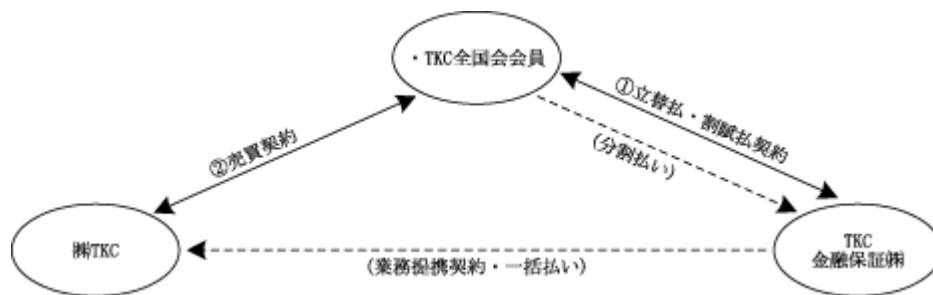 ・TKC全国会会員
①立替払・割賦払契約
(分割払い)
②売買契約
㈱TKC
TKC
金融保証㈱
(業務提携契約・一括払い)